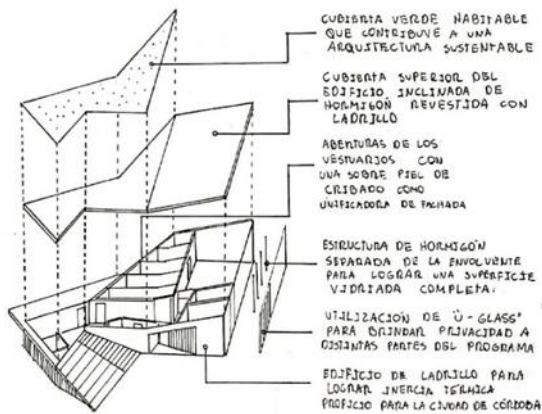 CUBIERTA VERDE HABITABLE
QUE CONTRIBUYE A UNA
ARQUITECTURA SUSTENTABLE
CUBIERTA SUPERIOR DEL
EDIFICIO, INCLINADA DE
HORMIGÓN REVESTIDA CON
LADRILLO
ABERTURAS DE LOS
VESTUARIOS CON
UNA SOBRE PIEL DE
CRIBADO COMO
UNIFICADORA DE FACHADA
ESTRUCTURA DE HORMIGÓN
SEPARADA DE LA ENVOLVENTE
PARA LOGRAR UNA SUPERFICIE
VIDRIADA COMPLETA.
UTILIZACIÓN DE "U-GLASS"
PARA BRINDAR PRIVACIDAD A
DISTINTAS PARTES DEL PROGRAMA
EDIFICIO DE LADRILLO PARA
LOGRAR INERCIA TÉRMICA
PROFICIO PARA LA CIUDAD DE CÓRDOBA